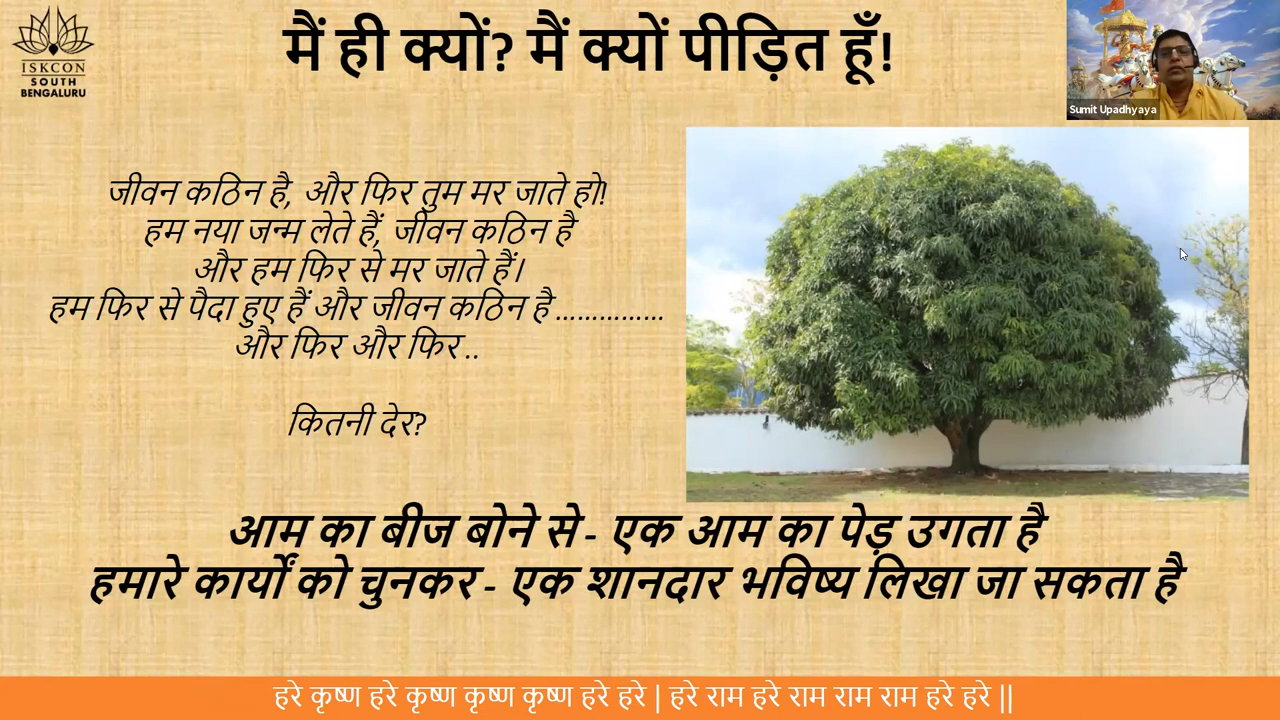 ISKCON
SOUTH
BENGALURU
मैं ही क्यों? मैं क्यों पीड़ित हूँ!
Sumit Upadhyaya
जीवन कठिन है, और फिर तुम मर जाते हो!
हम नया जन्म लेते हैं, जीवन कठिन है
और हम फिर से मर जाते हैं।
हम फिर से पैदा हुए हैं और जीवन कठिन है ...............
और फिर और फिर ..
कितनी देर?
आम का बीज बोने से - एक आम का पेड़ उगता है
हमारे कार्यों को चुनकर - एक शानदार भविष्य लिखा जा सकता है
हरे कृष्ण हरे कृष्ण कृष्ण कृष्ण हरे हरे | हरे राम हरे राम राम राम हरे हरे ||